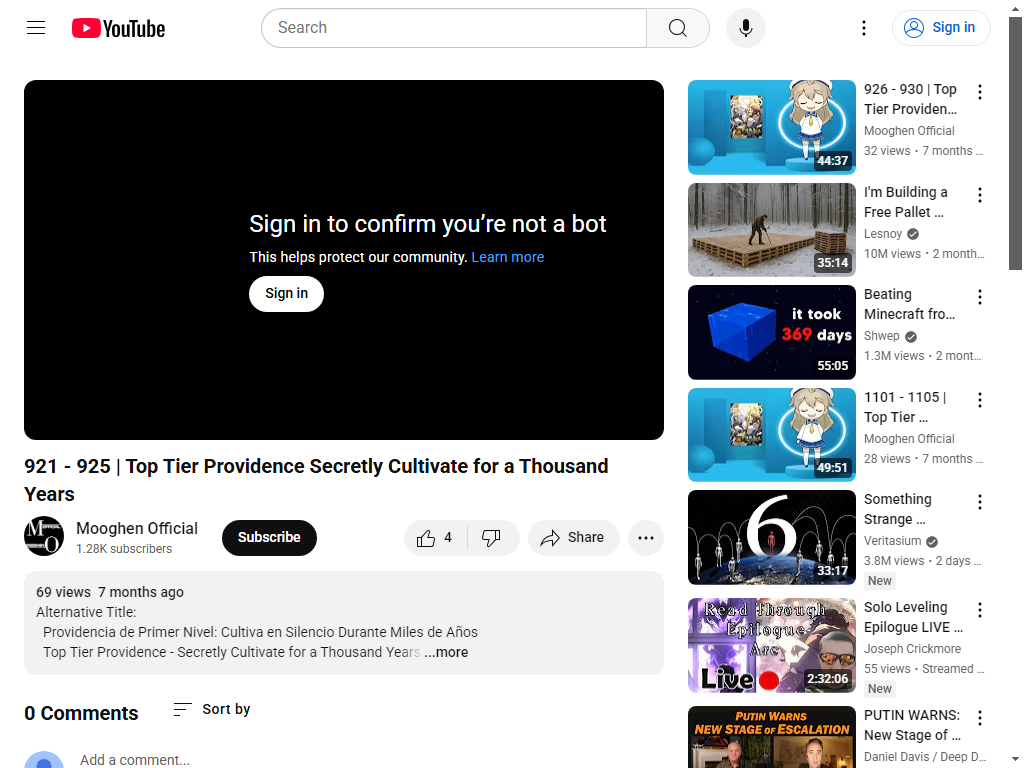 YouTube
Search
Sign in
Sign in to confirm you’re not a bot
This helps protect our community. Learn more
Sign in
921 - 925 | Top Tier Providence Secretly Cultivate for a Thousand
Years
Mooghen Official
1.28K subscribers
Subscribe
4
Share
69 views  7 months ago
Alternative Title:
Providencia de Primer Nivel: Cultiva en Silencio Durante Miles de Años
Top Tier Providence - Secretly Cultivate for a Thousand Years ...more
0 Comments
Sort by
Add a comment...
44:37
926 - 930 | Top
Tier Providen…
Mooghen Official
32 views • 7 months …
35:14
I'm Building a
Free Pallet …
Lesnoy
10M views • 2 month…
it took
369 days
55:05
Beating
Minecraft fro…
Shwep
1.3M views • 2 mont…
49:51
1101 - 1105 |
Top Tier …
Mooghen Official
28 views • 7 months …
6
33:17
Something
Strange …
Veritasium
3.8M views • 2 days …
New
Read Through
Epilogue
Arc
Live
2:32:06
Solo Leveling
Epilogue LIVE …
Joseph Crickmore
55 views • Streamed …
New
PUTIN WARNS
NEW STAGE OF ESCALATION
PUTIN WARNS:
New Stage of …
Daniel Davis / Deep D…